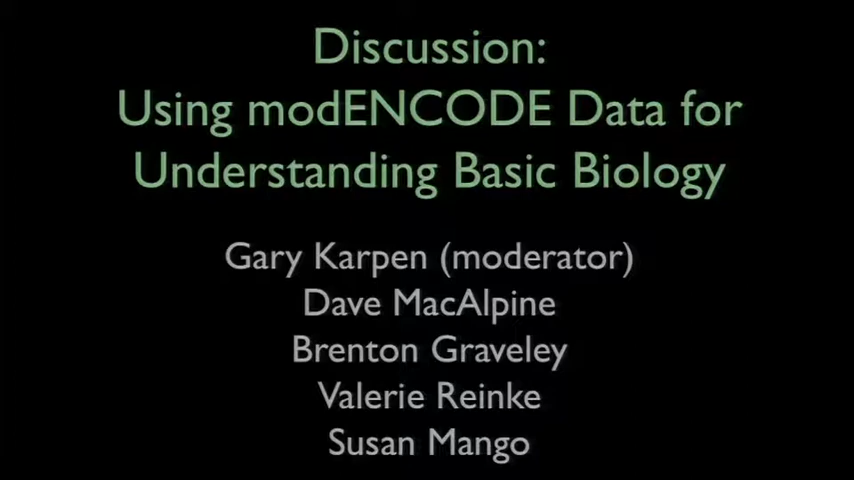 Discussion:
Using modENCODE Data for
Understanding Basic Biology
Gary Karpen (moderator)
Dave MacAlpine
Brenton Graveley
Valerie Reinke
Susan Mango